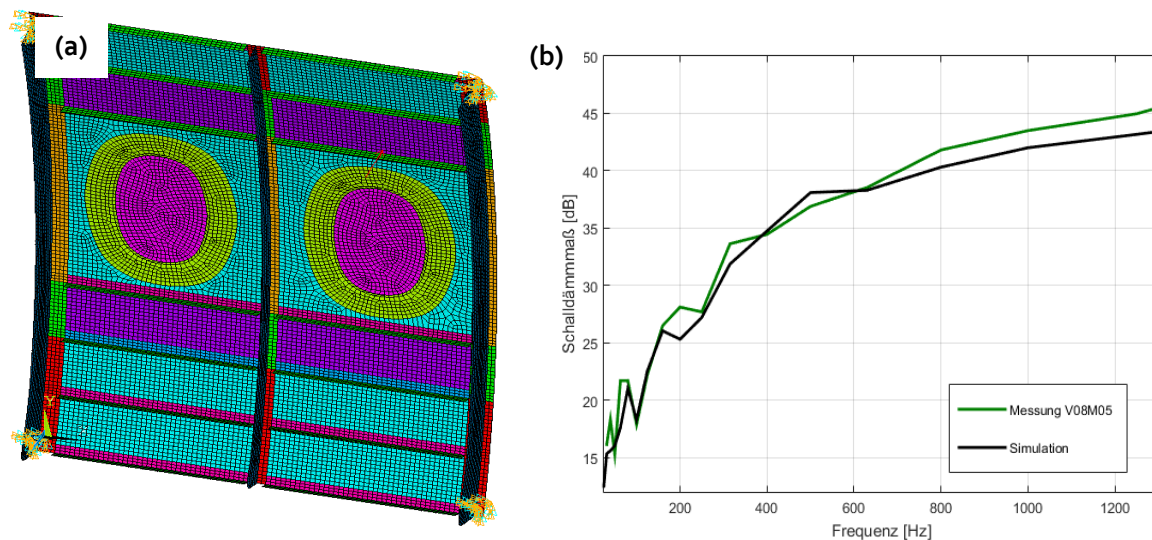 (a)
Y
(b)
50
45
40
35
30
25
20
15
Schalldämmmaß [dB]
200 400 600 800 1000 1200
Frequenz [Hz]
Messung V08M05
Simulation